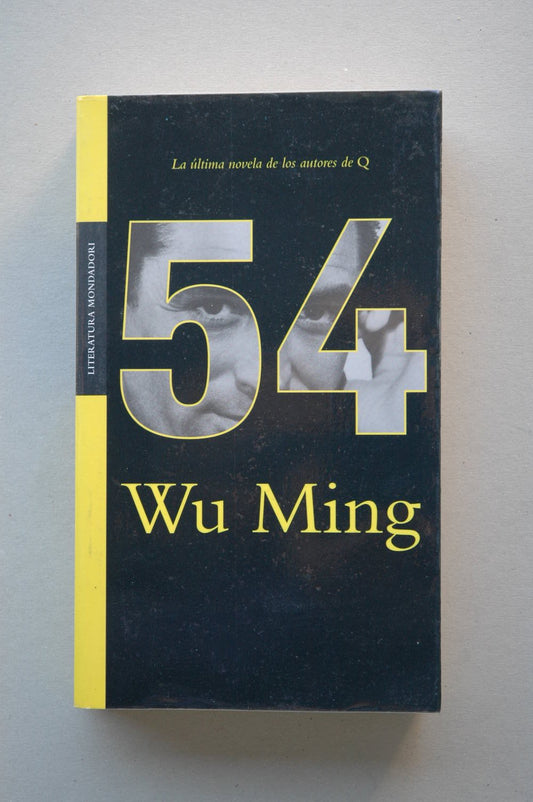 La última novela de los autores de Q
54
LITERATURA MONDADORI
Wu Ming